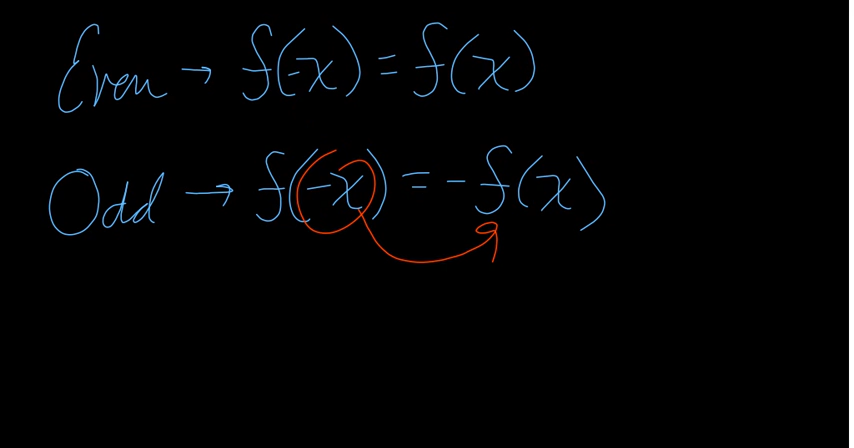 Even → f(-x) = f(x)
Odd → f(-x) = -f(x)